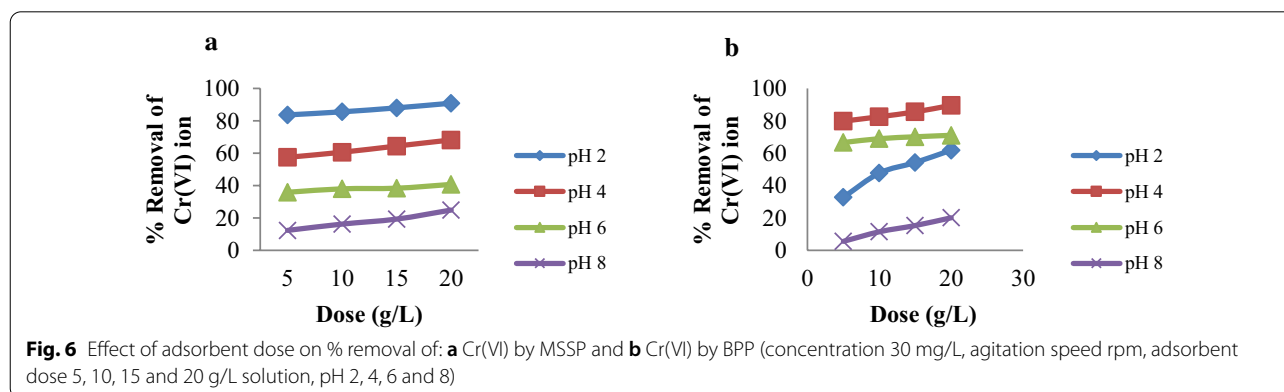 a
% Removal of
Cr(VI) ion
100
80
60
40
20
0
5 10 15 20
Dose (g/L)
pH 2
pH 4
pH 6
pH 8
b
% Removal of
Cr(VI) ion
100
80
60
40
20
0
0 10 20 30
Dose (g/L)
pH 2
pH 4
pH 6
pH 8
Fig. 6 Effect of adsorbent dose on % removal of: a Cr(VI) by MSSP and b Cr(VI) by BPP (concentration 30 mg/L, agitation speed rpm, adsorbent
dose 5, 10, 15 and 20 g/L solution, pH 2, 4, 6 and 8)